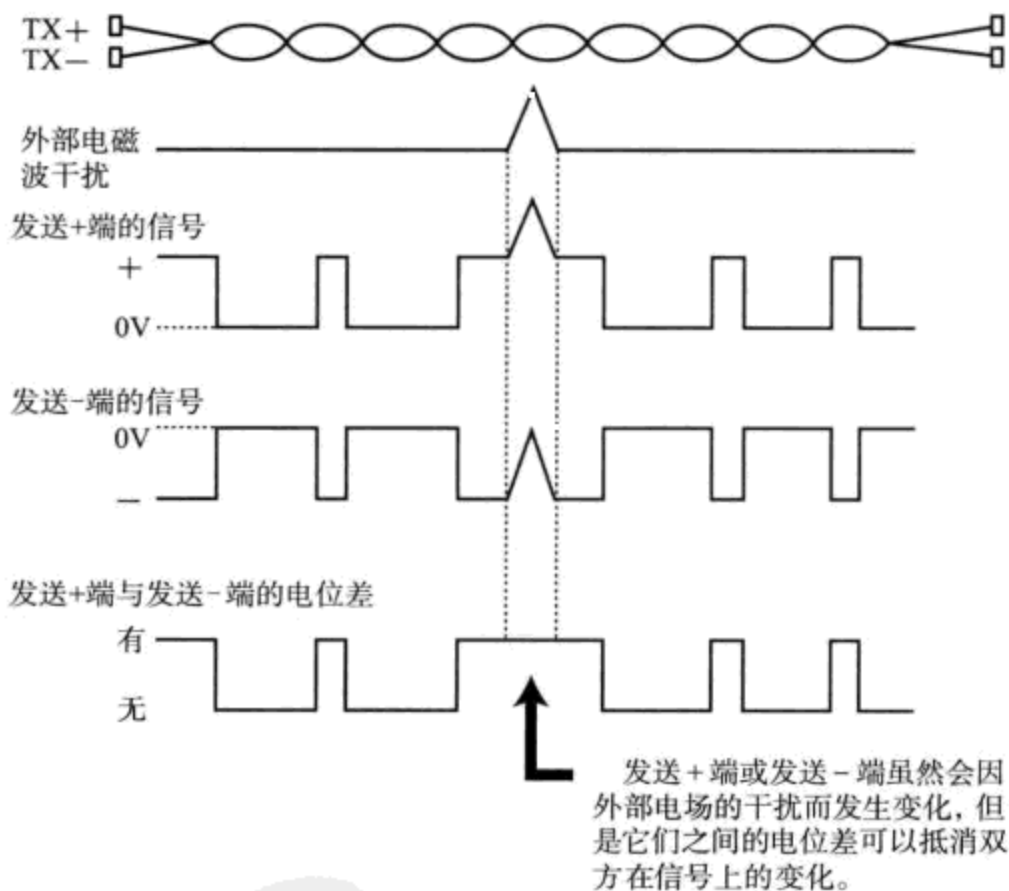 TX+
TX−
外部电磁
波干扰
发送+端的信号
+
0V
发送-端的信号
0V
−
发送+端与发送-端的电位差
有
无
发送+端或发送-端虽然会因
外部电场的干扰而发生变化，但
是它们之间的电位差可以抵消双
方在信号上的变化。